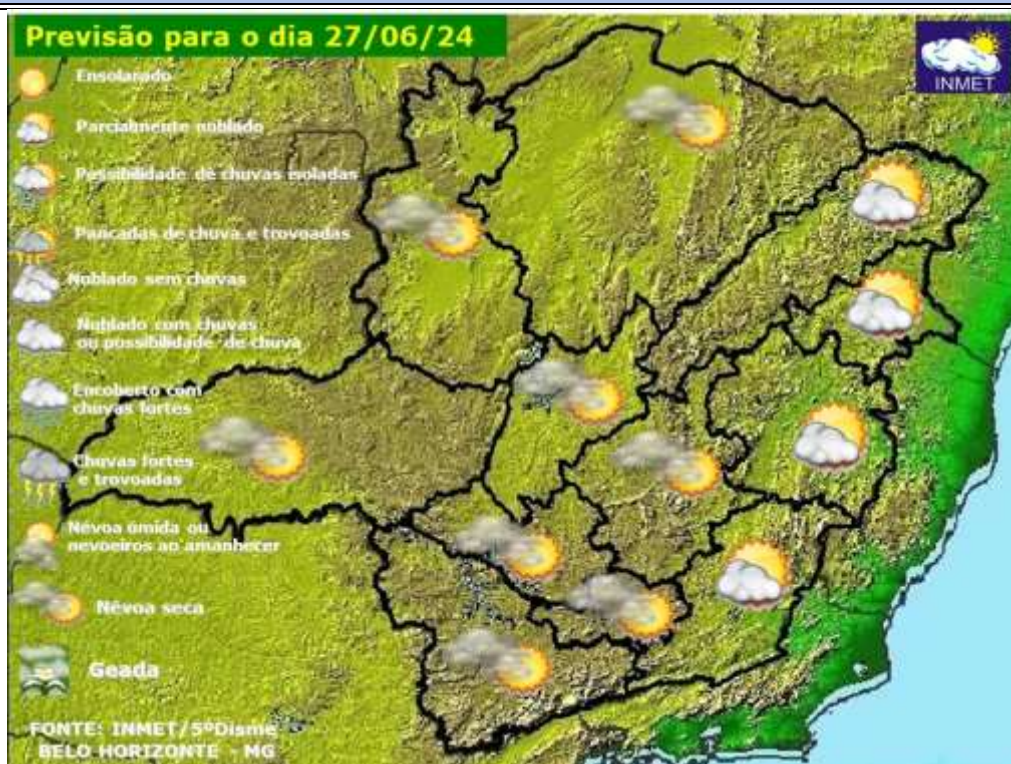 Previsão para o dia 27/06/24
INMET
Ensolarado
Parcialmente nublado
Possibilidade de chuvas isoladas
Pancadas de chuva e trovoadas
Nublado sem chuvas
Nublado com chuvas
ou possibilidade de chuva
Encoberto com
chuvas fortes
Chuvas fortes
e trovoadas
Névoa úmida ou
nevoeiros ao amanhecer
Névoa seca
Geada
FONTE: INMET/5ºDisme
BELO HORIZONTE - MG